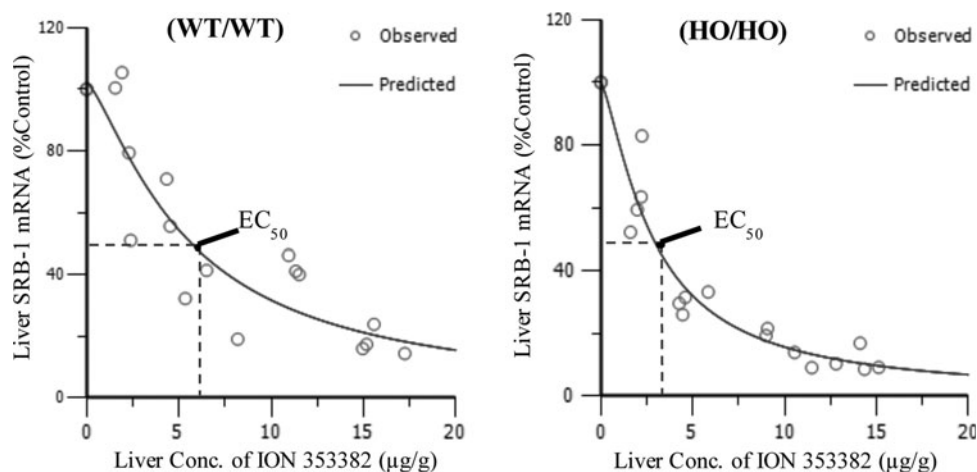 (WT/WT)
Observed
Predicted
Liver SRB-1 mRNA (%Control)
120
80
40
0
EC50
0
5
10
15
20
Liver Conc. of ION 353382 (µg/g)
(HO/HO)
Observed
Predicted
Liver SRB-1 mRNA (%Control)
120
80
40
0
EC50
0
5
10
15
20
Liver Conc. of ION 353382 (µg/g)